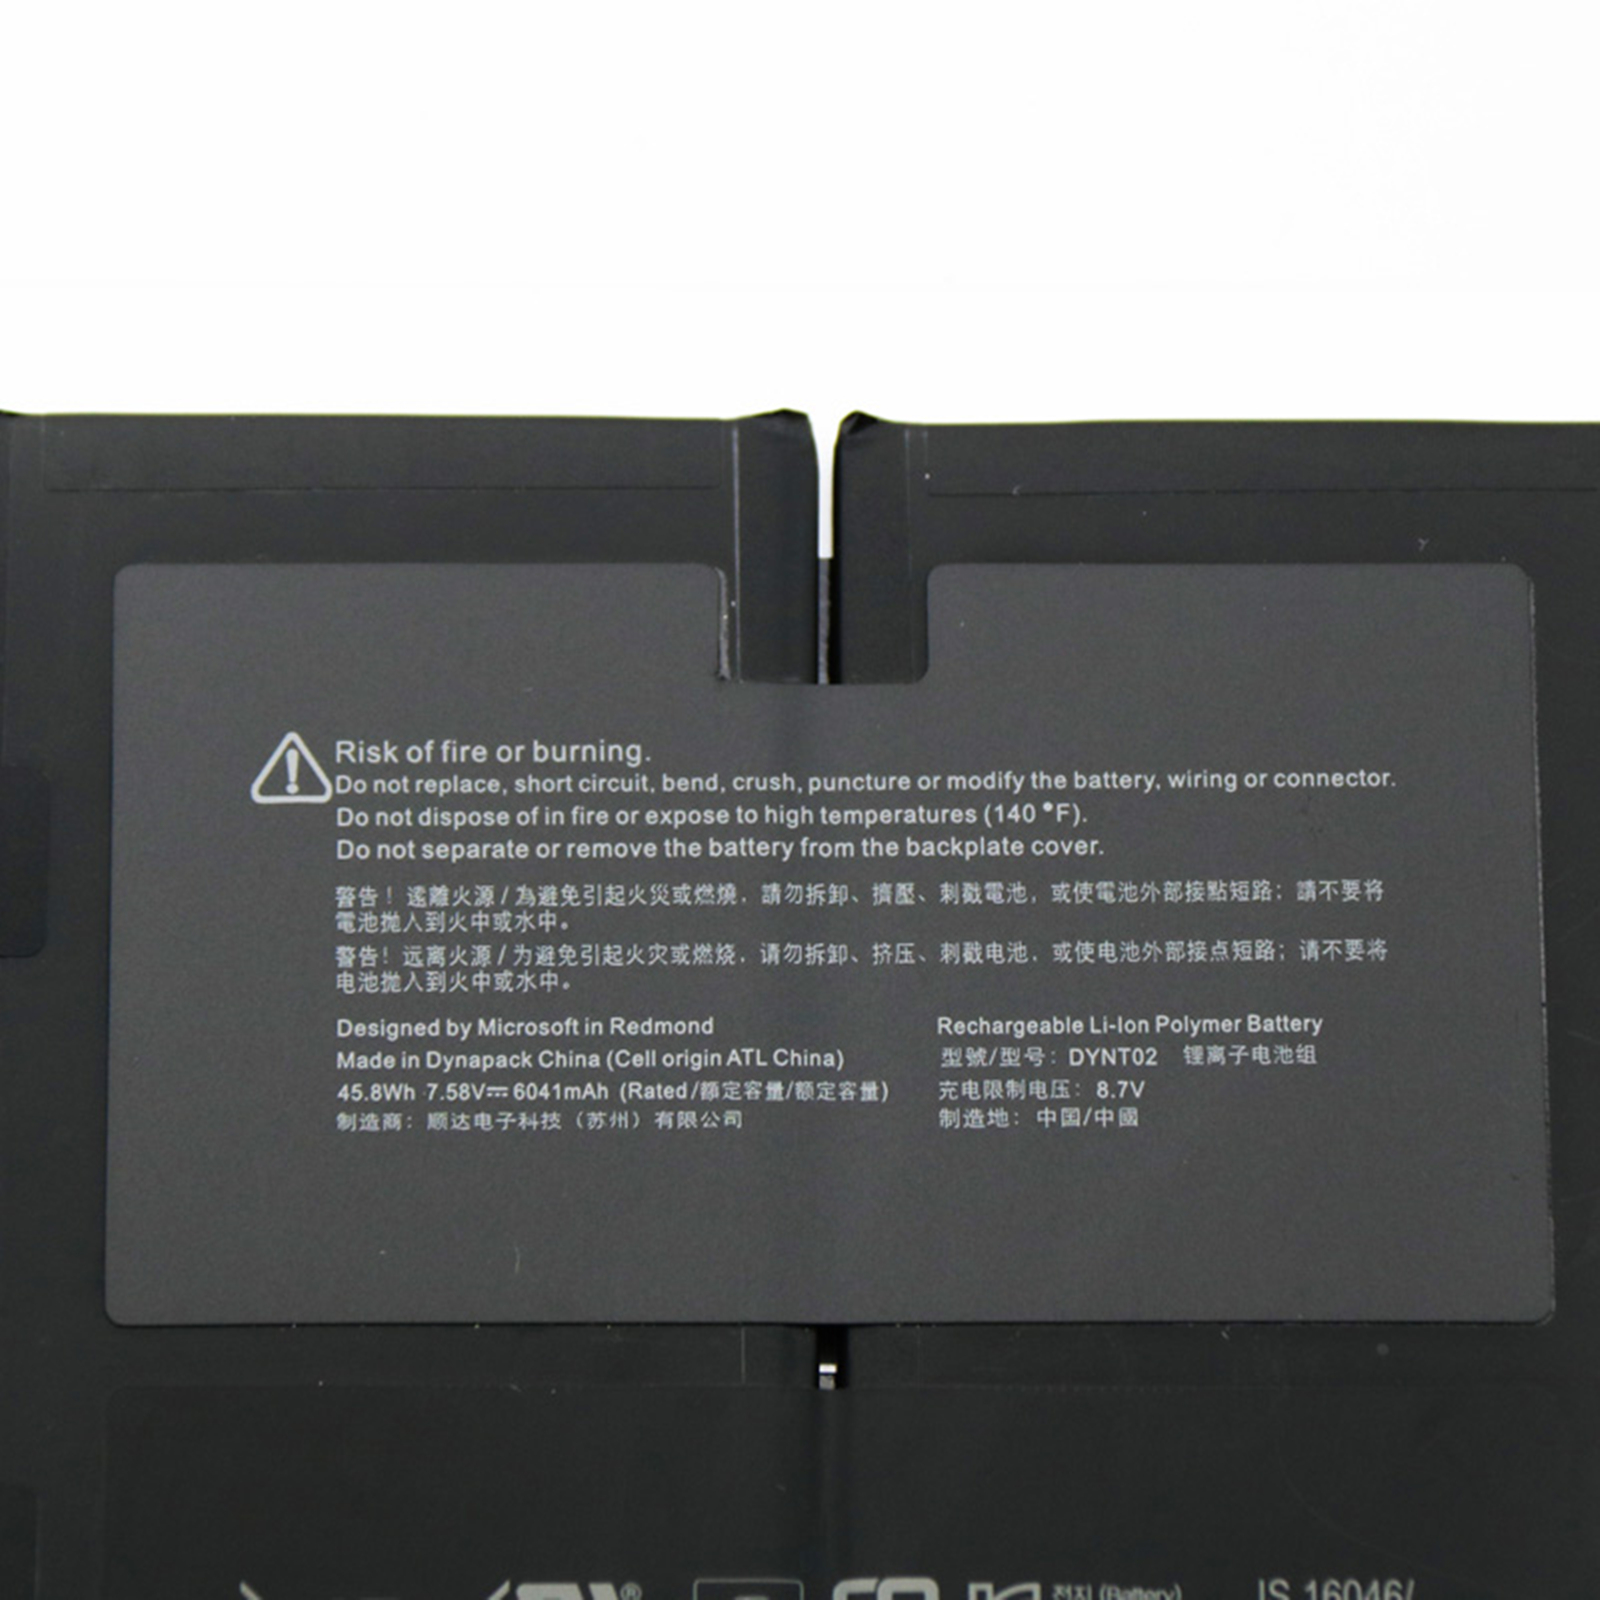 Risk of fire or burning.
Do not replace, short circuit, bend, crush, puncture or modify the battery, wiring or connector.
Do not dispose of in fire or expose to high temperatures (140 °F).
Do not separate or remove the battery from the backplate cover.
警告！遠離火源/為避免引起火災或燃燒，請勿拆卸、擠壓、刺戳電池，或使電池外部接點短路；請不要將
電池拋入到火中或水中。
警告！远离火源/为避免引起火灾或燃烧，请勿拆卸、挤压、刺戳电池，或使电池外部接点短路；请不要将
电池抛入到火中或水中。
Designed by Microsoft in Redmond
Made in Dynapack China (Cell origin ATL China)
45.8Wh 7.58V⎓6041mAh (Rated/額定容量/额定容量)
制造商：顺达电子科技（苏州）有限公司
Rechargeable Li-Ion Polymer Battery
型號/型号：DYNT02 锂离子电池组
充电限制电压：8.7V
制造地：中国/中國
전지 (Battery)
IS 16046/